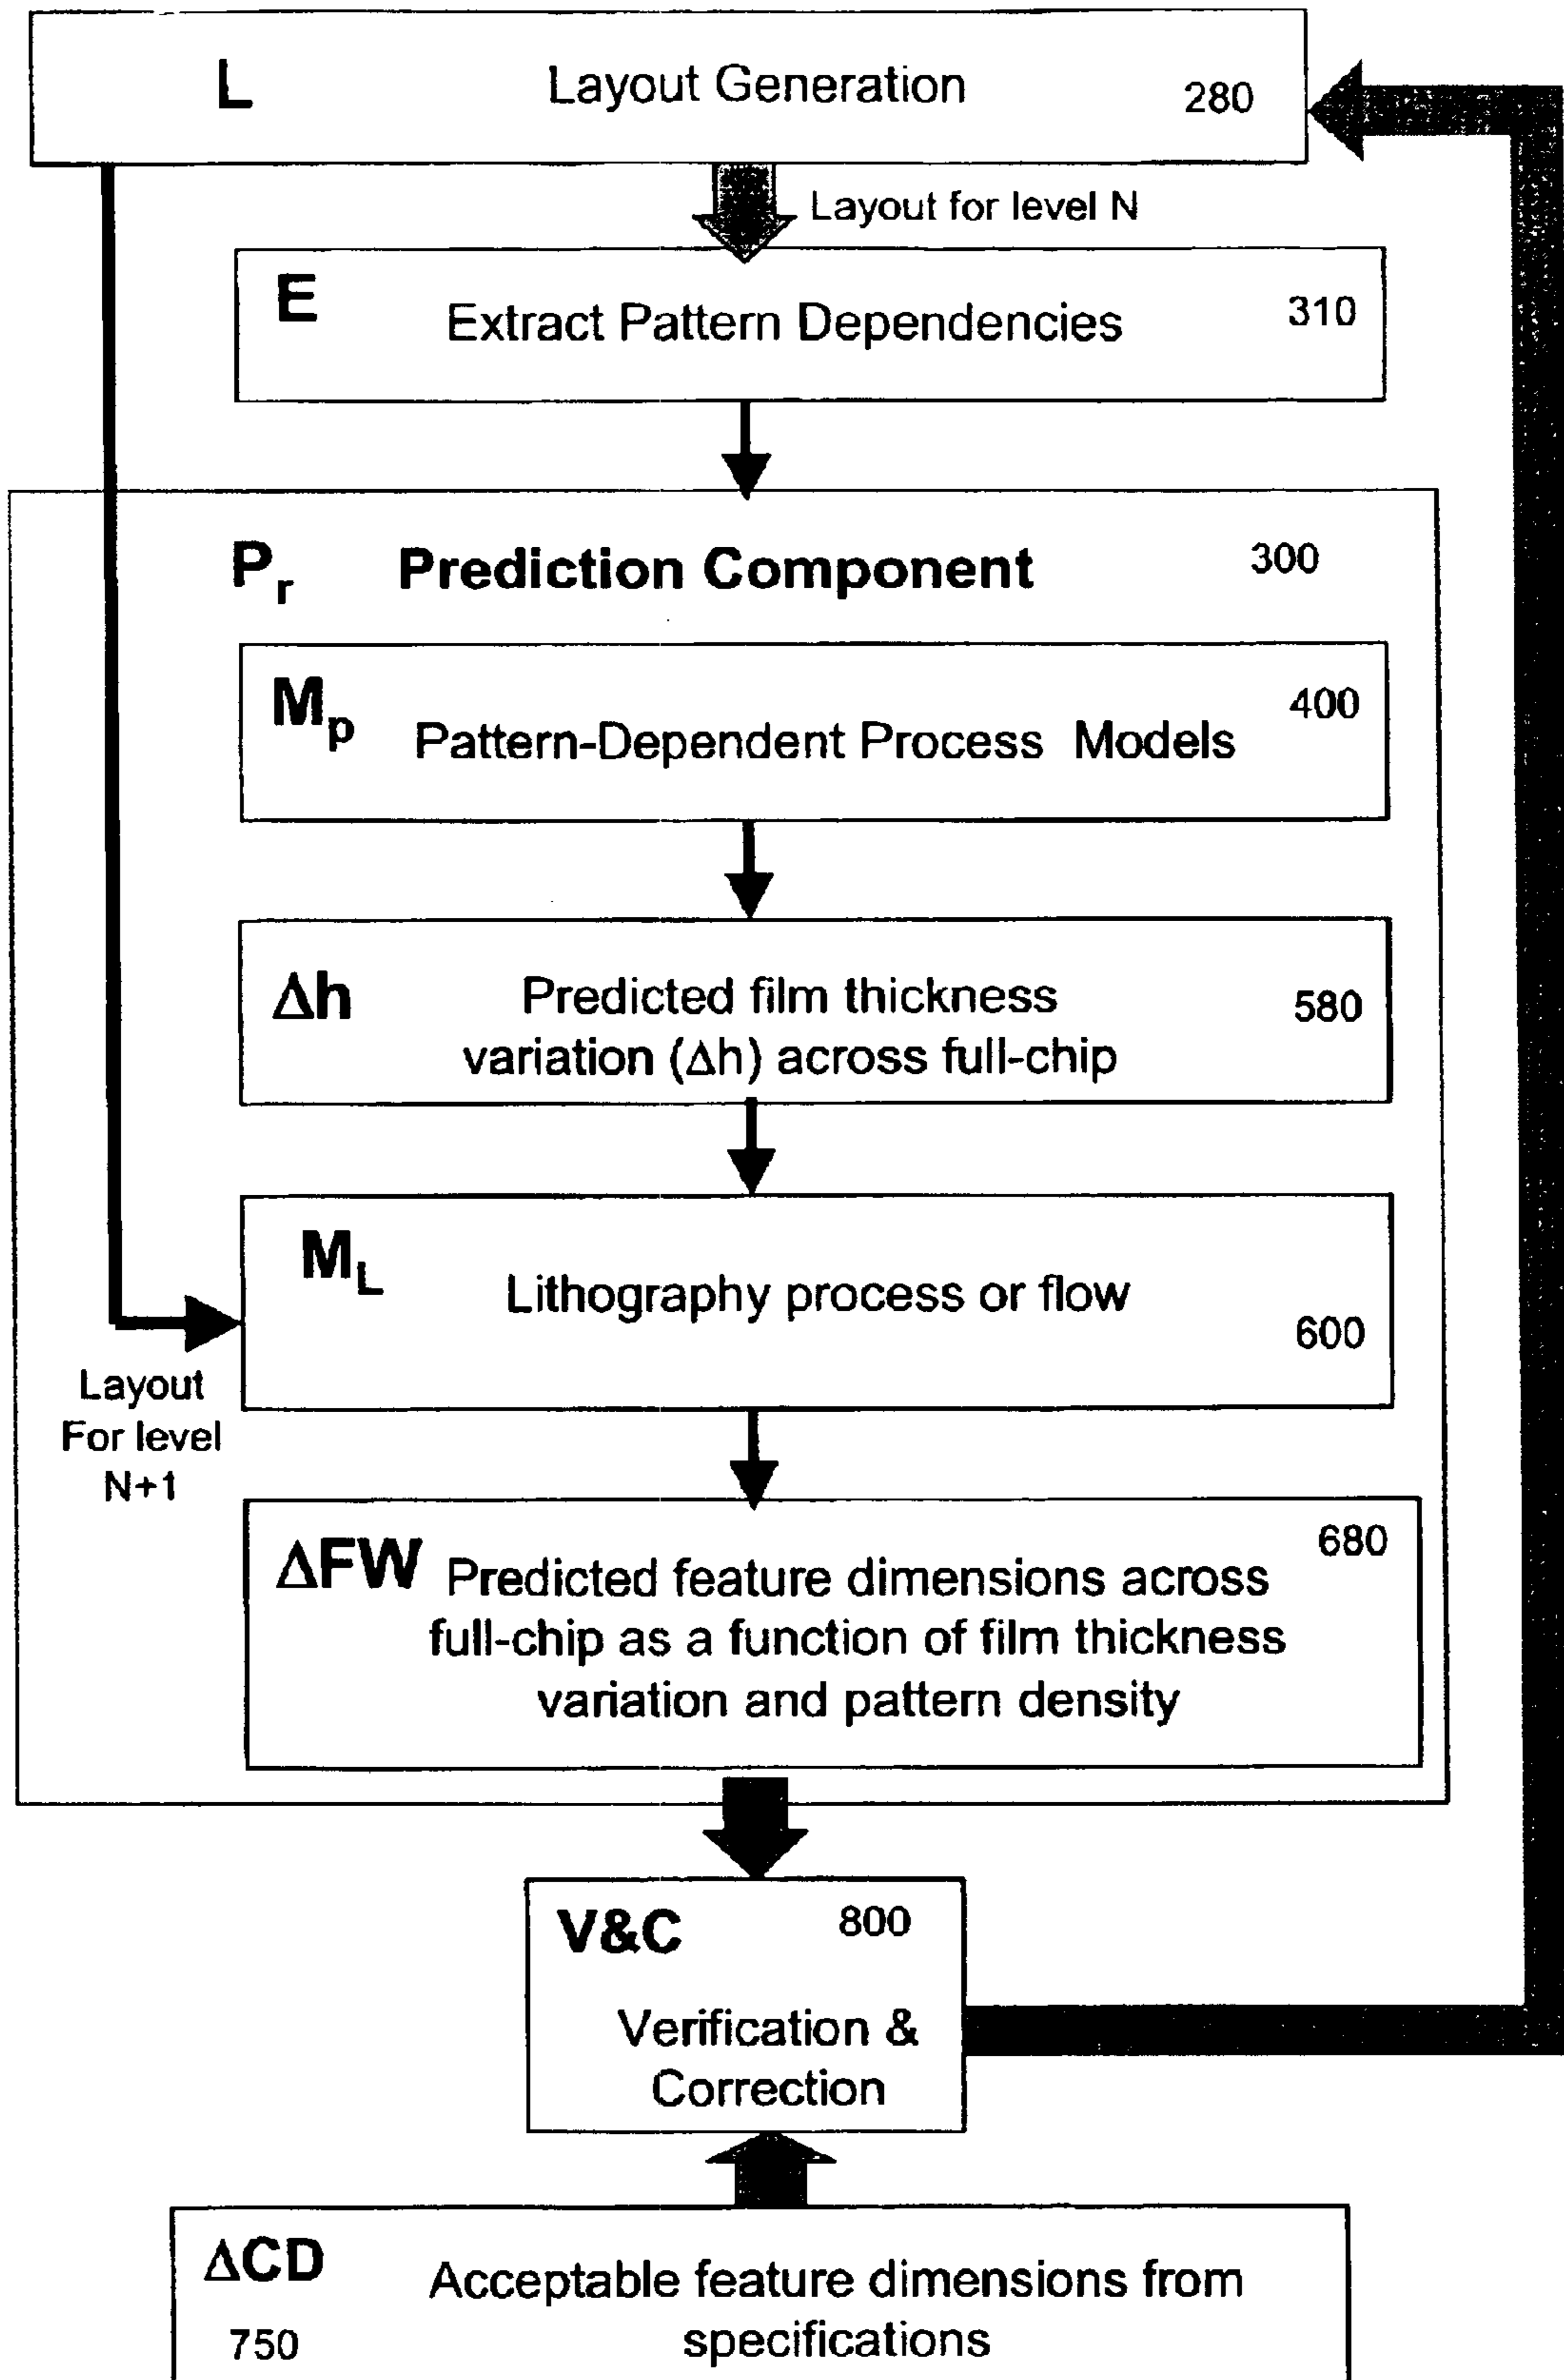 L Layout Generation 280
Layout for level N
E Extract Pattern Dependencies 310
Pr Prediction Component 300
Mp Pattern-Dependent Process Models 400
Δh Predicted film thickness 580
variation (Δh) across full-chip
ML Lithography process or flow
600
Layout
For level
N+1
ΔFW Predicted feature dimensions across 680
full-chip as a function of film thickness
variation and pattern density
V&C 800
Verification &
Correction
ΔCD Acceptable feature dimensions from
750 specifications